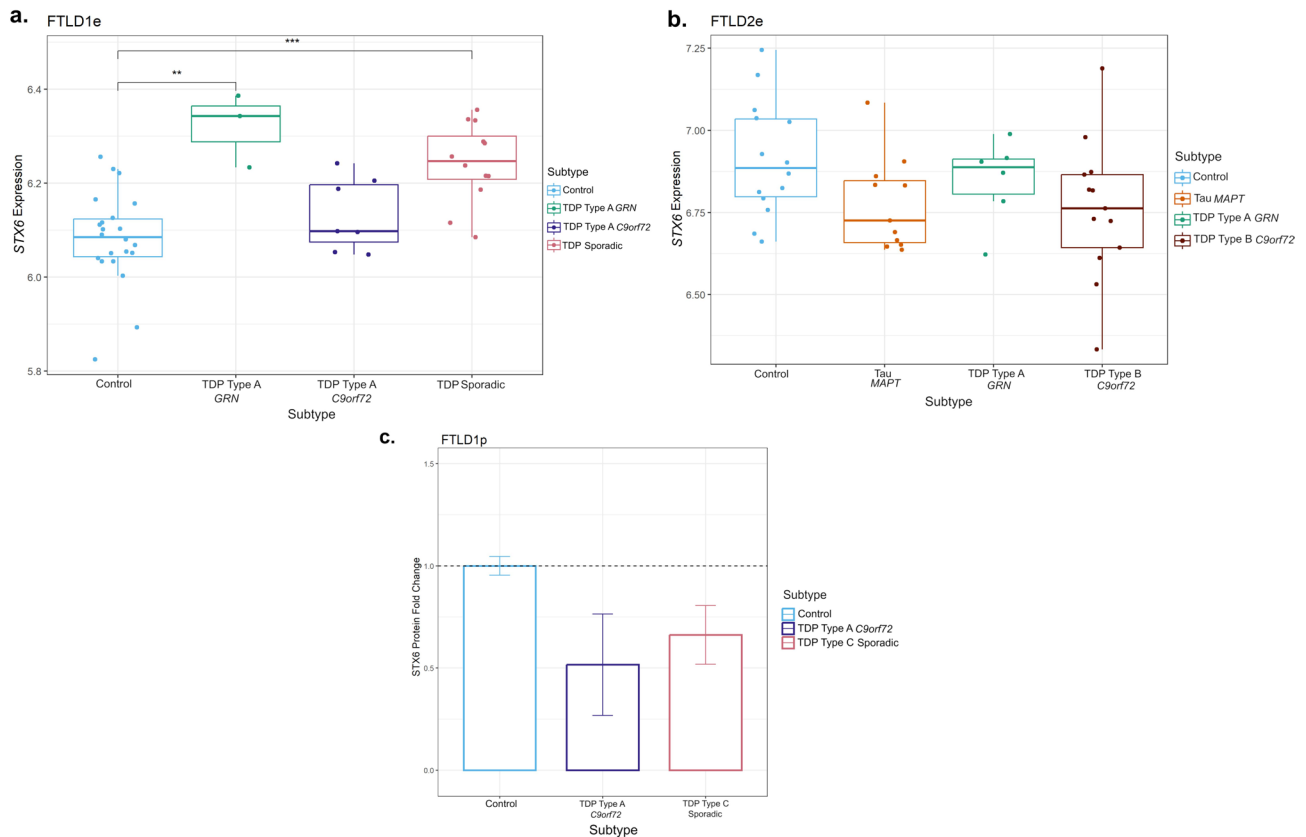 a.
FTLD1e
***
**
6.4
6.2
6.0
5.8
STX6 Expression
Control
TDP Type A
GRN
TDP Type A
C9orf72
TDP Sporadic
Subtype
Subtype
Control
TDP Type A GRN
TDP Type A C9orf72
TDP Sporadic
b.
FTLD2e
7.25
7.00
6.75
6.50
STX6 Expression
Control
Tau
MAPT
TDP Type A
GRN
TDP Type B
C9orf72
Subtype
Subtype
Control
Tau MAPT
TDP Type A GRN
TDP Type B C9orf72
c.
FTLD1p
1.5
1.0
0.5
0.0
STX6 Protein Fold Change
Control
TDP Type A
C9orf72
TDP Type C
Sporadic
Subtype
Subtype
Control
TDP Type A C9orf72
TDP Type C Sporadic